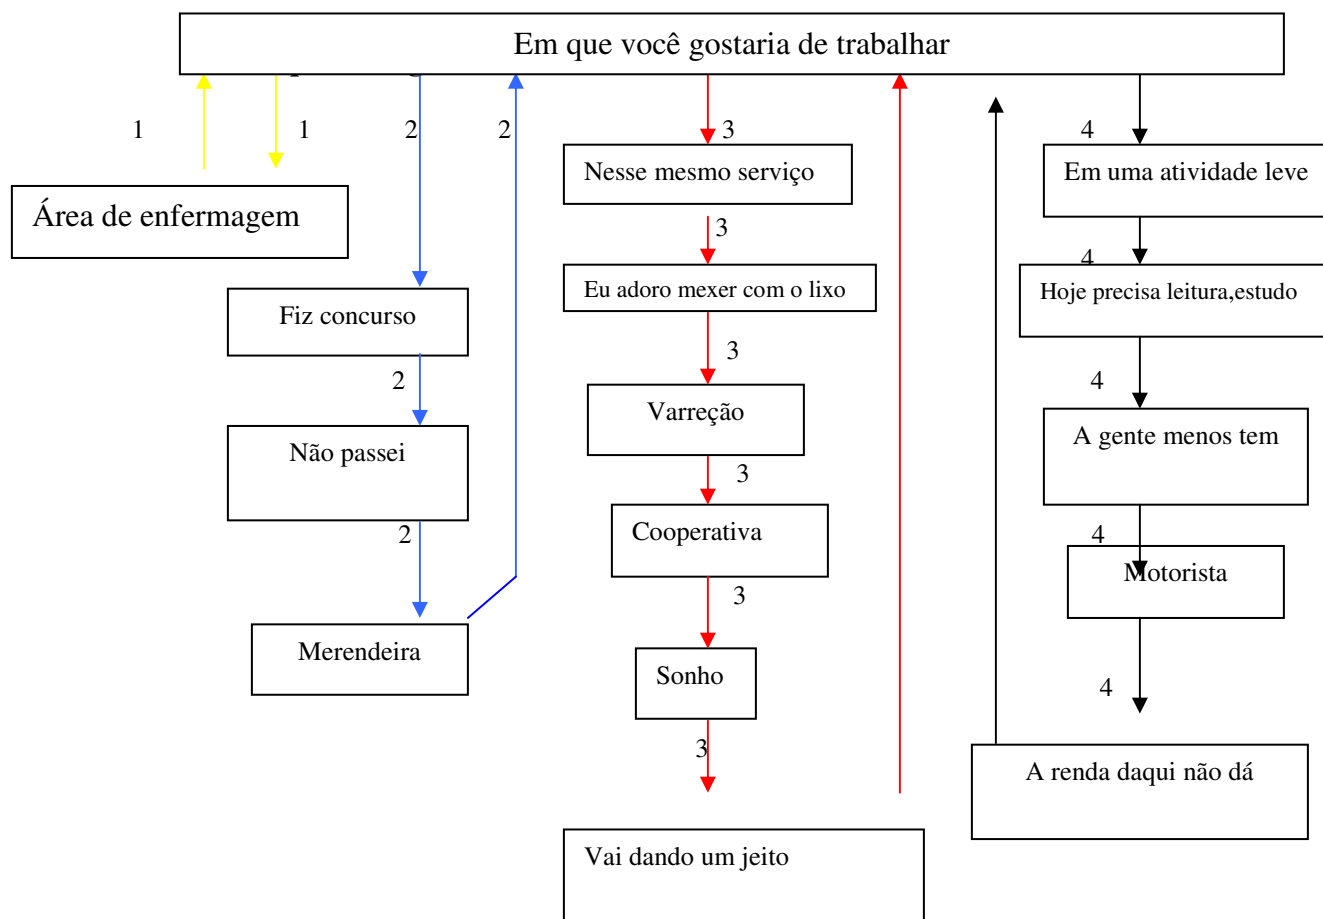 Em que você gostaria de trabalhar
1
1
2
2
3
4
Nesse mesmo serviço
Em uma atividade leve
Área de enfermagem
3
4
Eu adoro mexer com o lixo
Hoje precisa leitura,estudo
Fiz concurso
3
2
4
Varreção
A gente menos tem
Não passei
3
2
Cooperativa
4
Motorista
3
Merendeira
Sonho
4
3
A renda daqui não dá
Vai dando um jeito